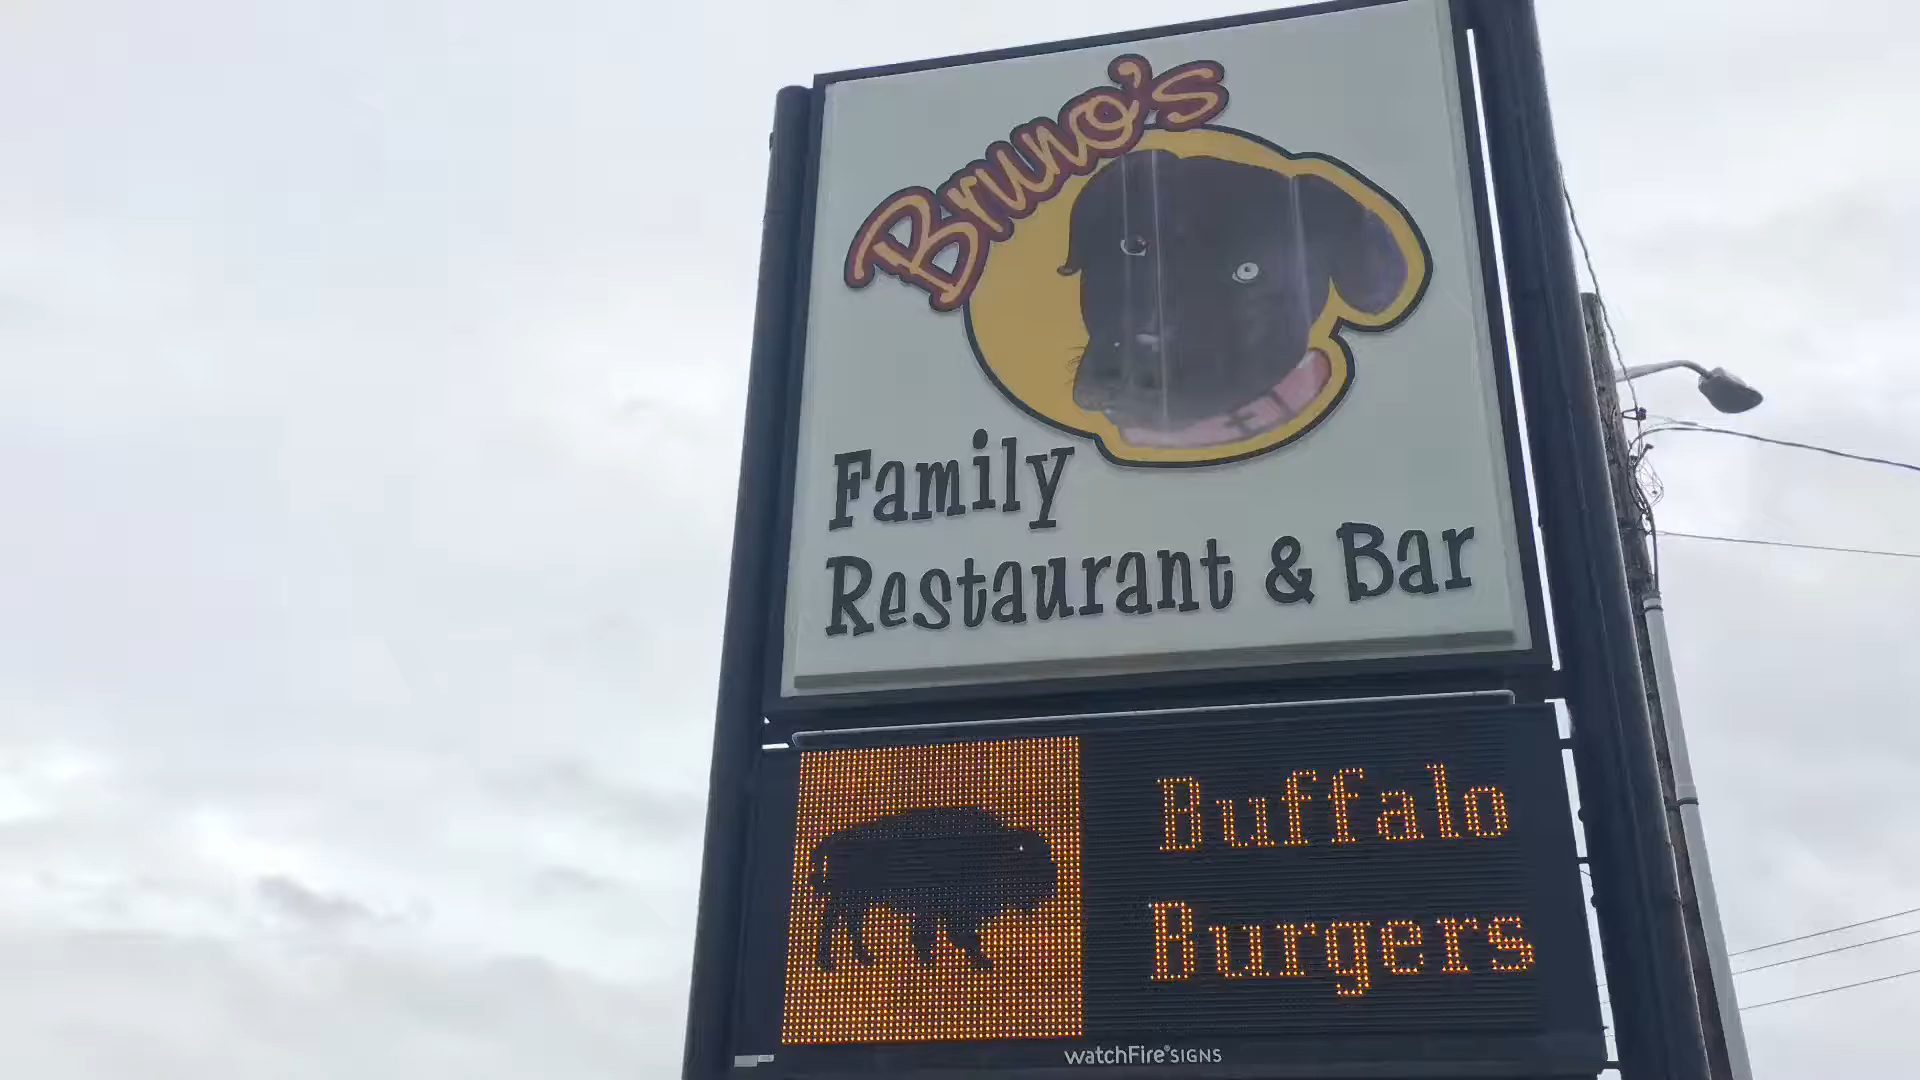 Bruno's
Family
Restaurant & Bar
Buffalo
Burgers
watchFire® SIGNS